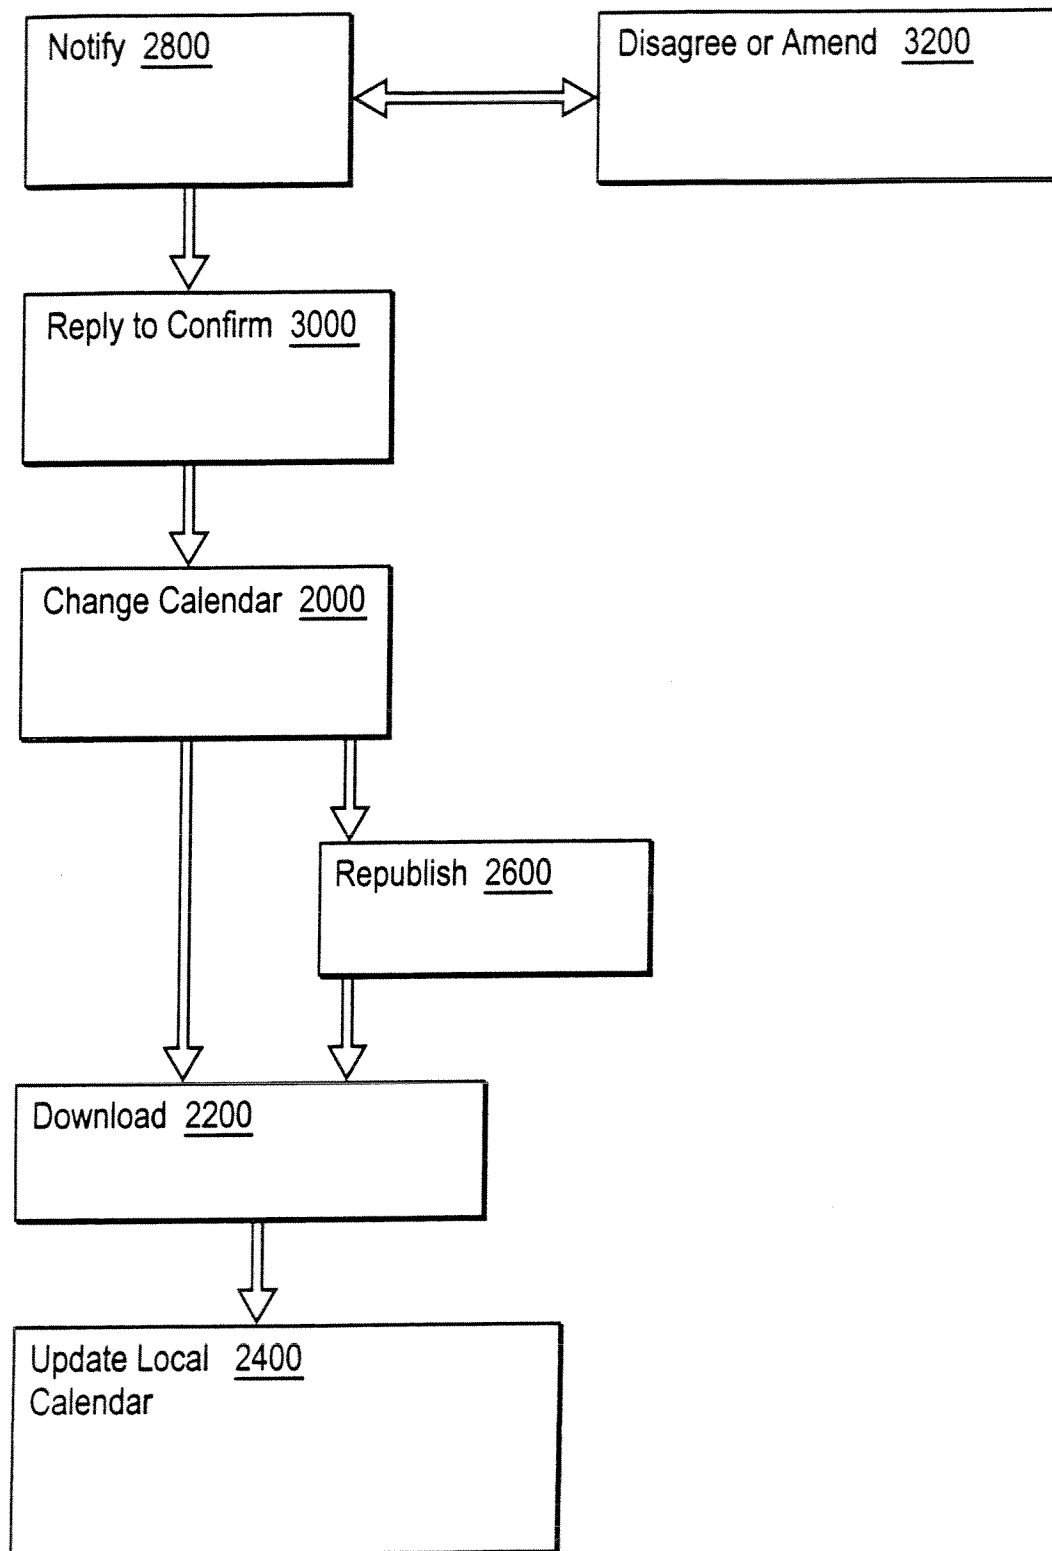 Notify 2800
Disagree or Amend 3200
Reply to Confirm 3000
Change Calendar 2000
Republish 2600
Download 2200
Update Local 2400
Calendar